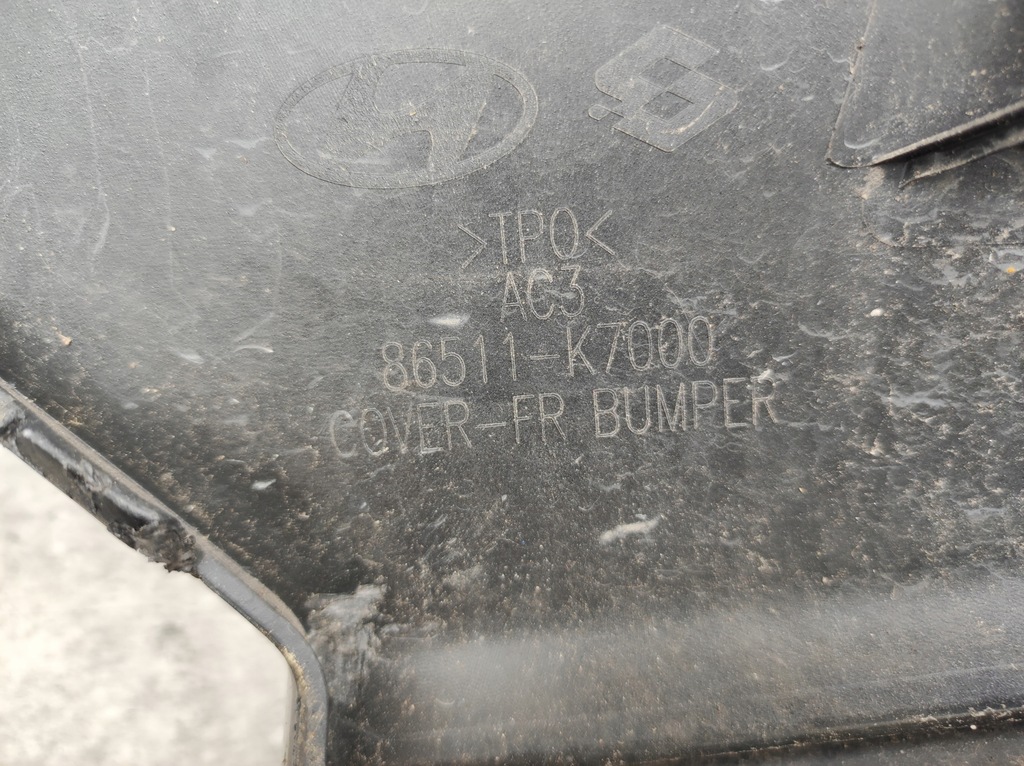 >TPO<
AC3
86511-K7000
COVER-FR BUMPER